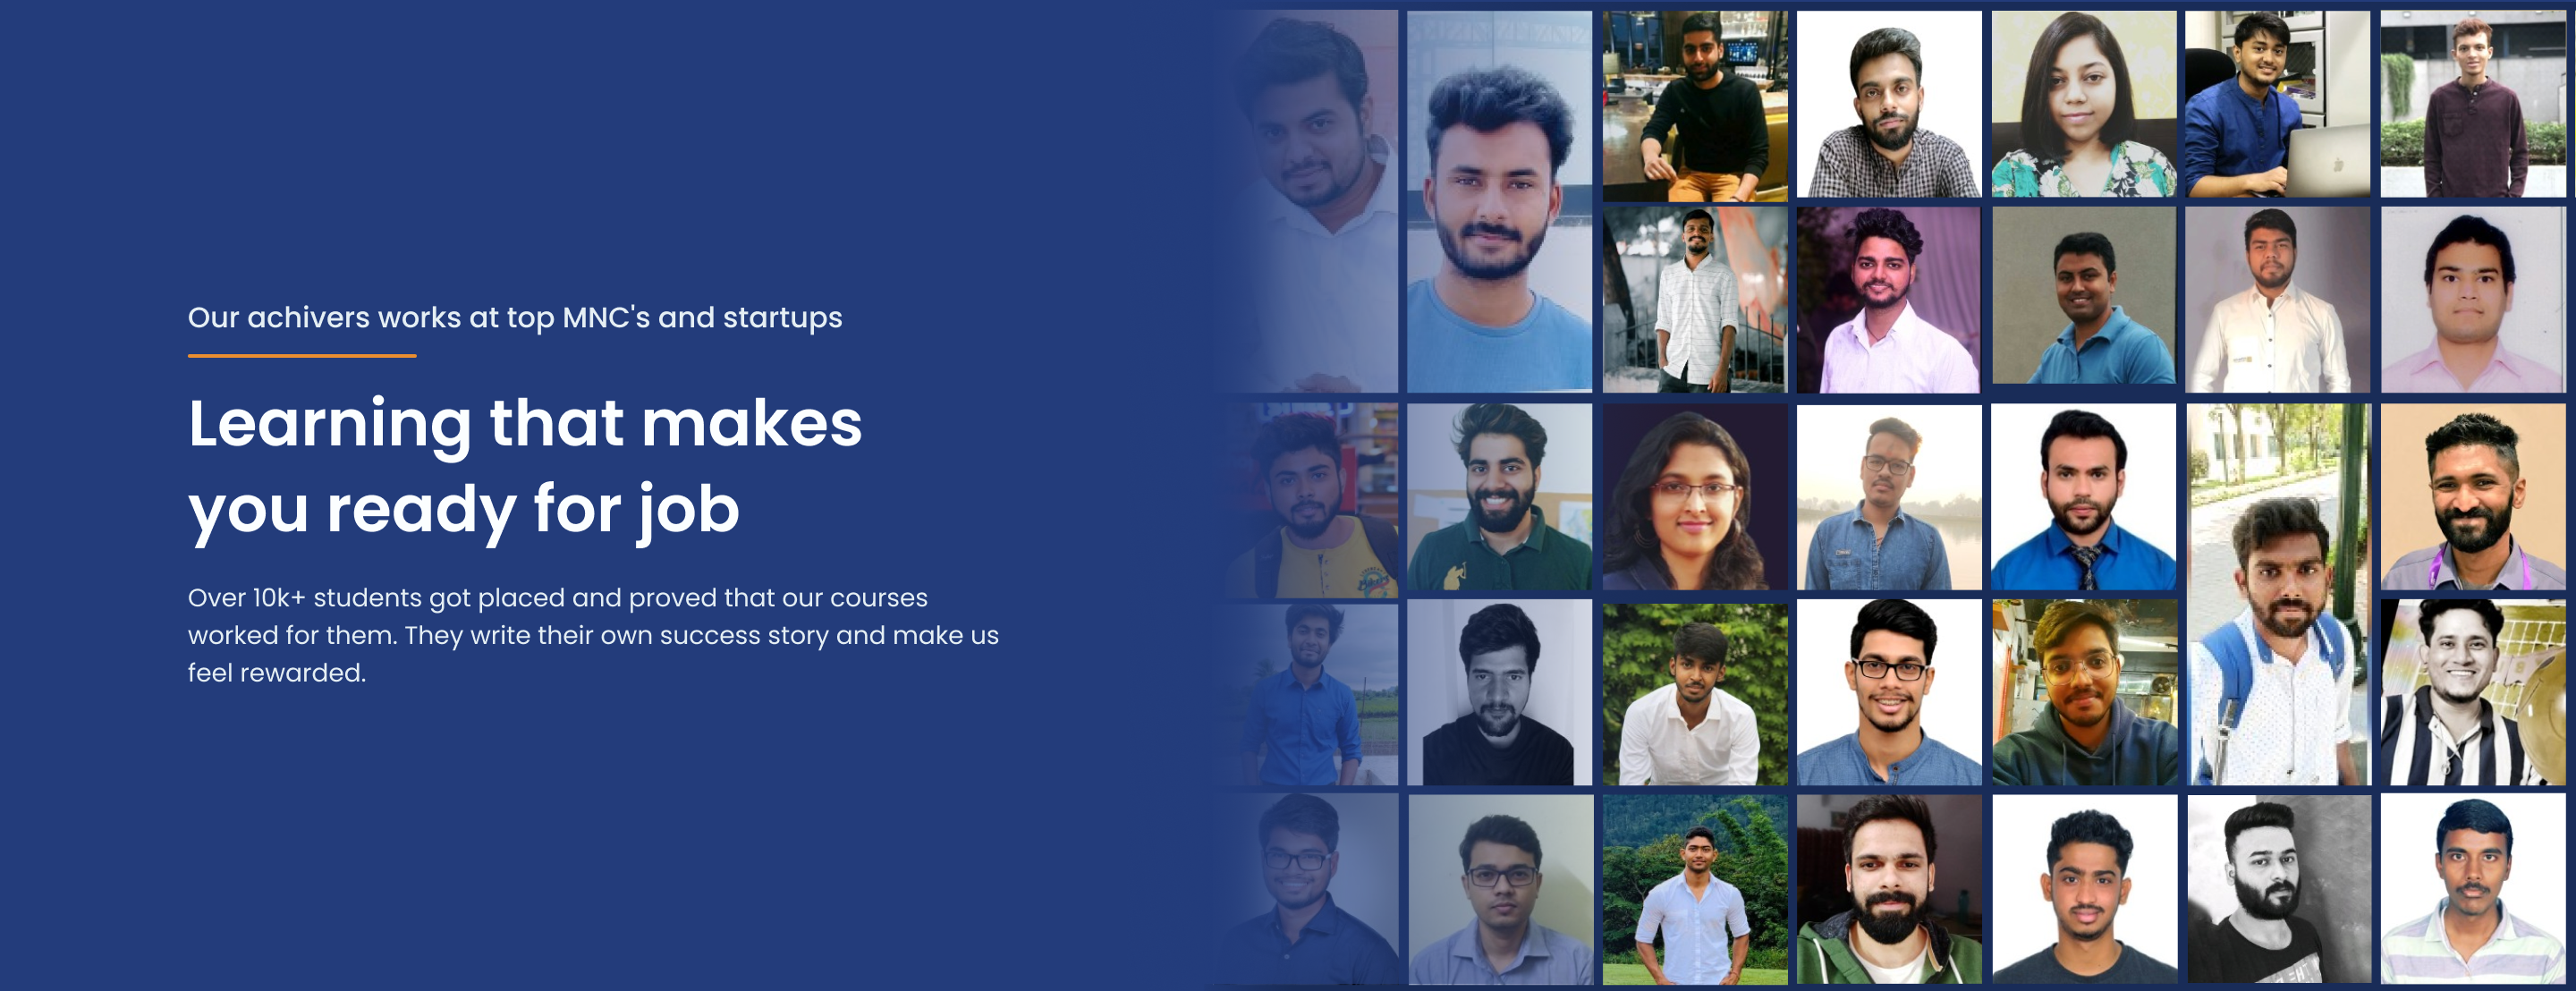 Our achivers works at top MNC's and startups
Learning that makes
you ready for job
Over 10k+ students got placed and proved that our courses
worked for them. They write their own success story and make us
feel rewarded.